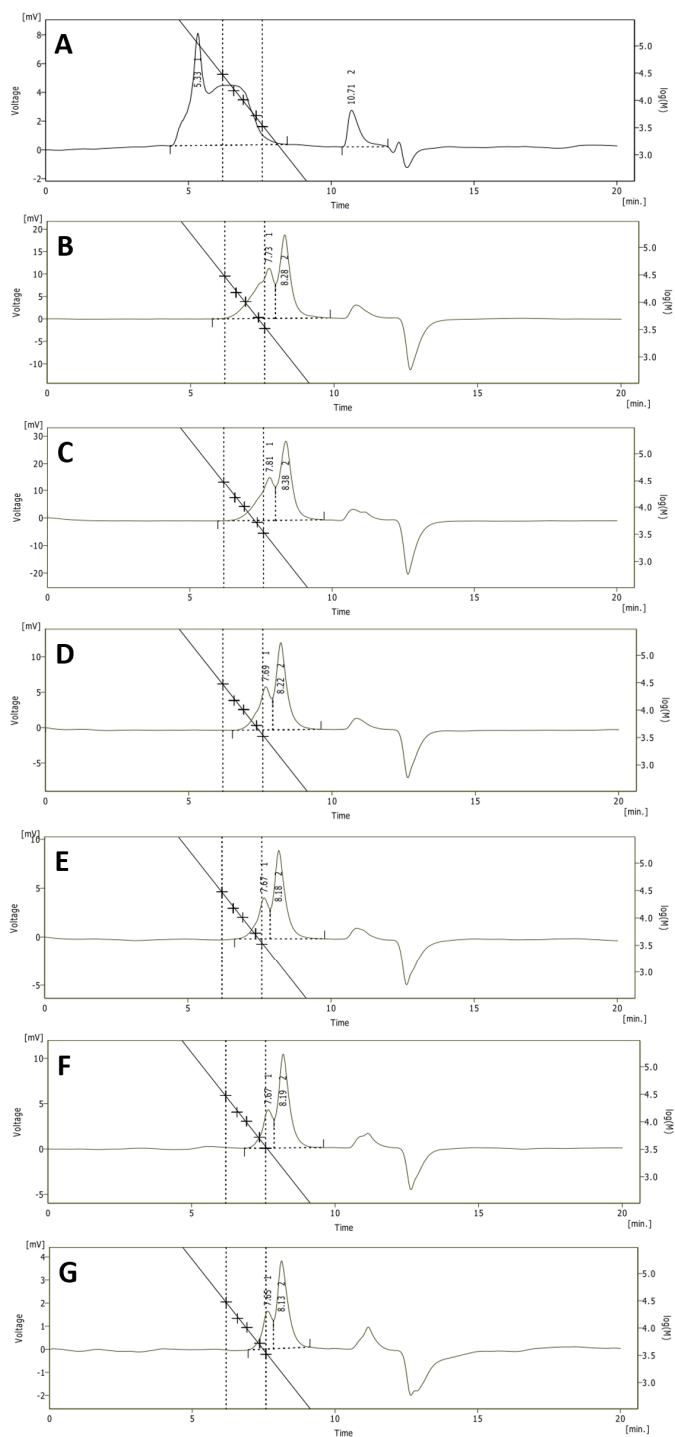 [mV]
A
8
6
4
2
0
-2
Voltage
5.33 1
10.71 2
5.0
4.5
4.0
3.5
3.0
log(M)
0 5 10 15 20
Time
[min.]
[mV]
B
20
15
10
5
0
-5
-10
Voltage
7.73 1
8.28 2
5.0
4.5
4.0
3.5
3.0
log(M)
0 5 10 15 20
Time
[min.]
[mV]
C
30
20
10
0
-10
-20
Voltage
7.81 1
8.38 2
5.0
4.5
4.0
3.5
3.0
log(M)
0 5 10 15 20
Time
[min.]
[mV]
D
10
5
0
-5
Voltage
7.69 1
8.22 2
5.0
4.5
4.0
3.5
3.0
log(M)
0 5 10 15 20
Time
[min.]
[mV]
E
10
5
0
-5
Voltage
7.67 1
8.18 2
5.0
4.5
4.0
3.5
3.0
log(M)
0 5 10 15 20
Time
[min.]
[mV]
F
10
5
0
-5
Voltage
7.67 1
8.19 2
5.0
4.5
4.0
3.5
3.0
log(M)
0 5 10 15 20
Time
[min.]
[mV]
G
4
3
2
1
0
-1
-2
Voltage
7.65 1
8.13 2
5.0
4.5
4.0
3.5
3.0
log(M)
0 5 10 15 20
Time
[min.]